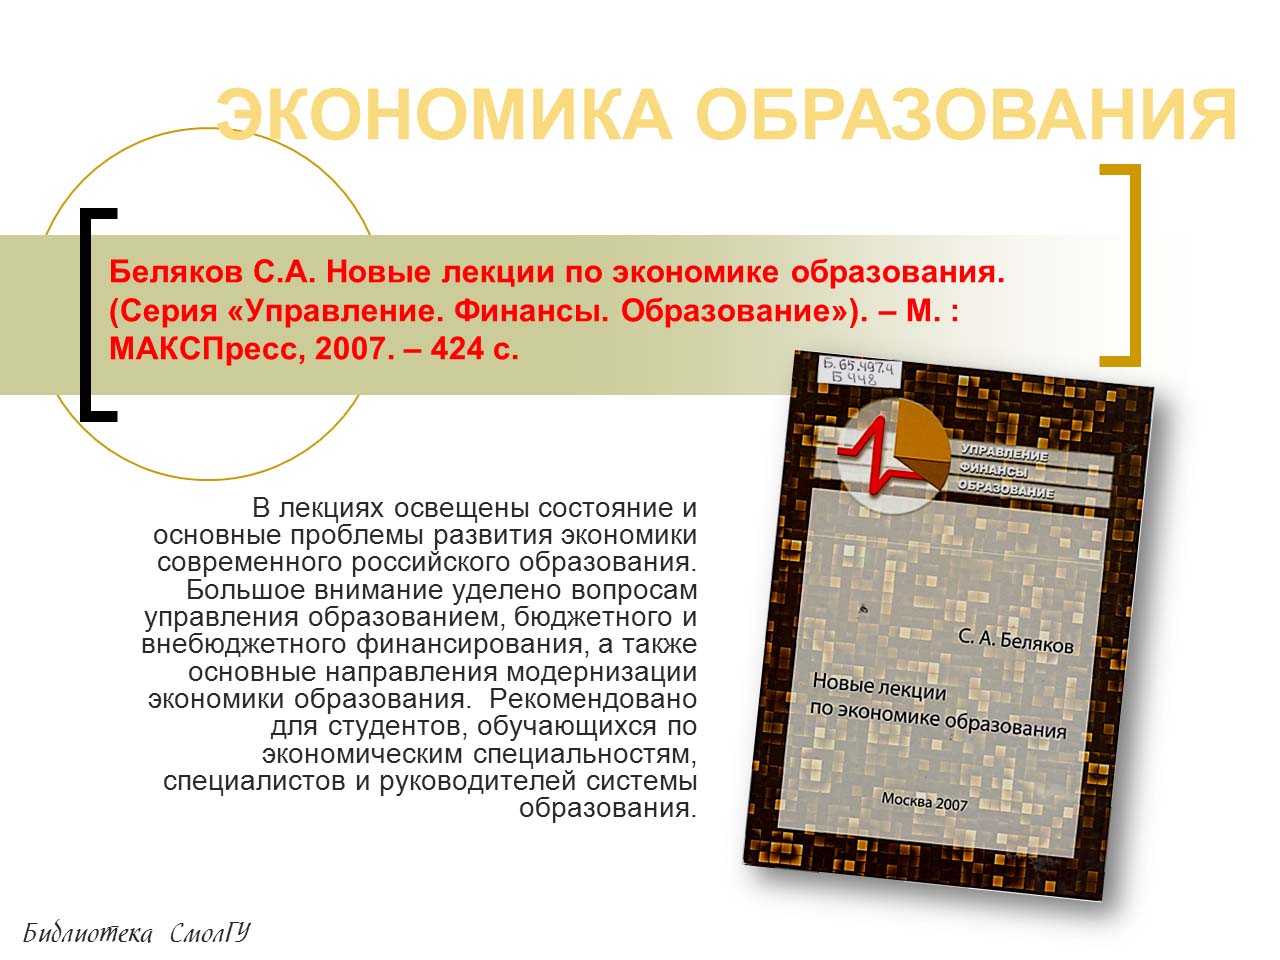 ЭКОНОМИКА ОБРАЗОВАНИЯ
Беляков С.А. Новые лекции по экономике образования.
(Серия «Управление. Финансы. Образование»). – М. :
МАКСПресс, 2007. – 424 с.
В лекциях освещены состояние и
основные проблемы развития экономики
современного российского образования.
Большое внимание уделено вопросам
управления образованием, бюджетного и
внебюджетного финансирования, а также
основные направления модернизации
экономики образования. Рекомендовано
для студентов, обучающихся по
экономическим специальностям,
специалистов и руководителей системы
образования.
Б.65.497.4
Б 448
УПРАВЛЕНИЕ
ФИНАНСЫ
ОБРАЗОВАНИЕ
С. А. Беляков
Новые лекции
по экономике образования
Москва 2007
Библиотека СмолГУ